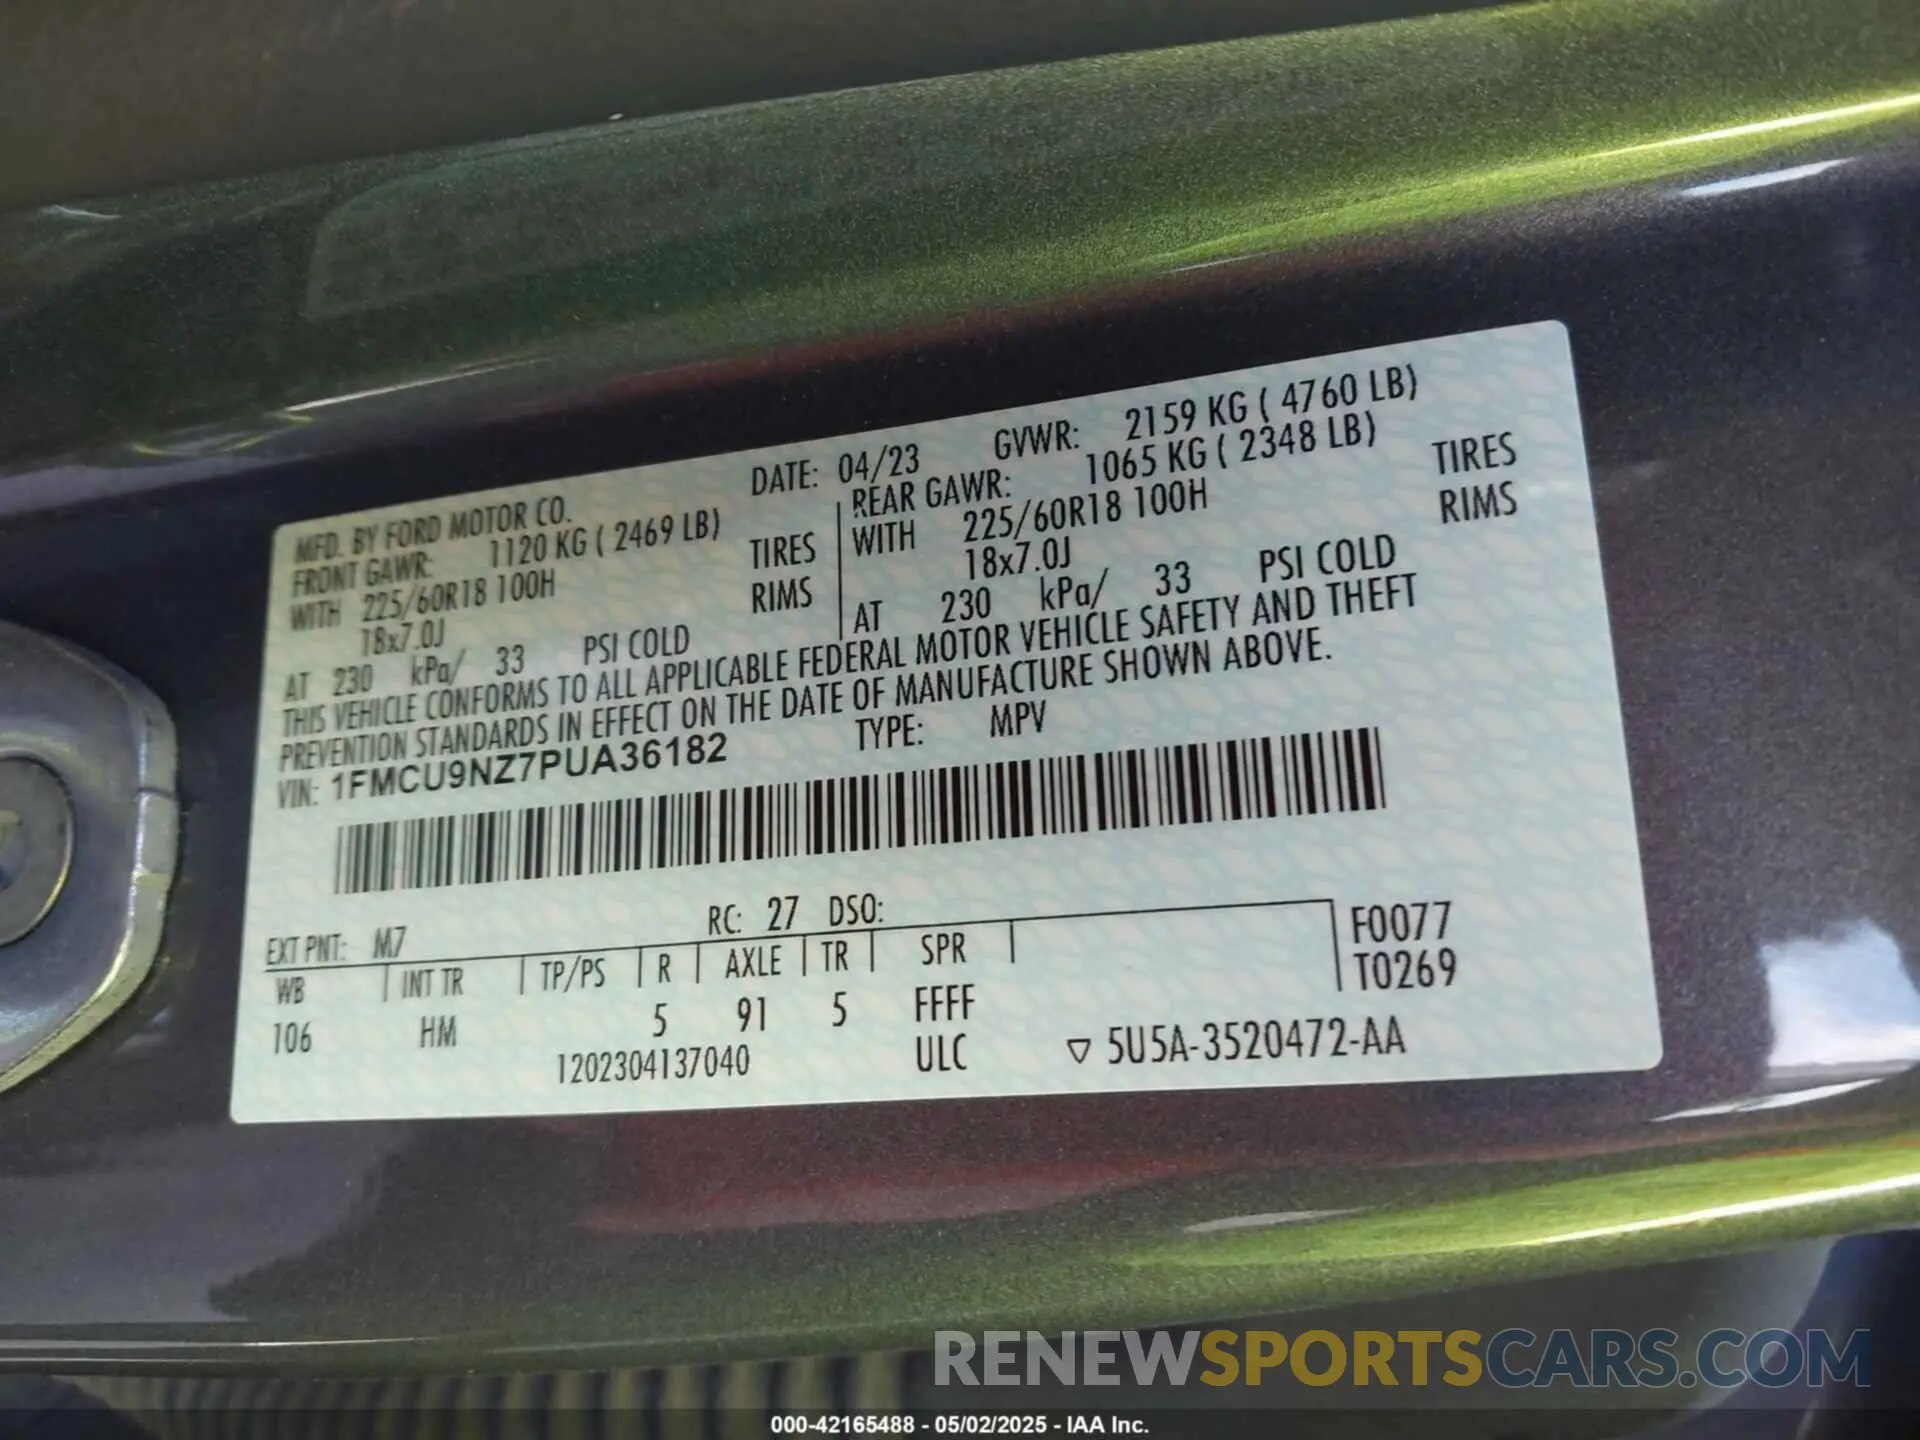 MFD. BY FORD MOTOR CO. DATE: 04/23 GVWR: 2159 KG ( 4760 LB)
FRONT GAWR: 1120 KG ( 2469 LB) REAR GAWR: 1065 KG ( 2348 LB)
WITH 225/60R18 100H TIRES WITH 225/60R18 100H TIRES
18x7.0J RIMS 18x7.0J RIMS
AT 230 kPa/ 33 PSI COLD AT 230 kPa/ 33 PSI COLD
THIS VEHICLE CONFORMS TO ALL APPLICABLE FEDERAL MOTOR VEHICLE SAFETY AND THEFT
PREVENTION STANDARDS IN EFFECT ON THE DATE OF MANUFACTURE SHOWN ABOVE.
VIN: 1FMCU9NZ7PUA36182 TYPE: MPV
EXT PNT: M7 RC: 27 DSO: F0077
WB INT TR TP/PS R AXLE TR SPR T0269
106 HM 5 91 5 FFFF
1202304137040 ULC ▽ 5U5A-3520472-AA
RENEWSPORTSCARS.COM
000-42165488 - 05/02/2025 - IAA Inc.